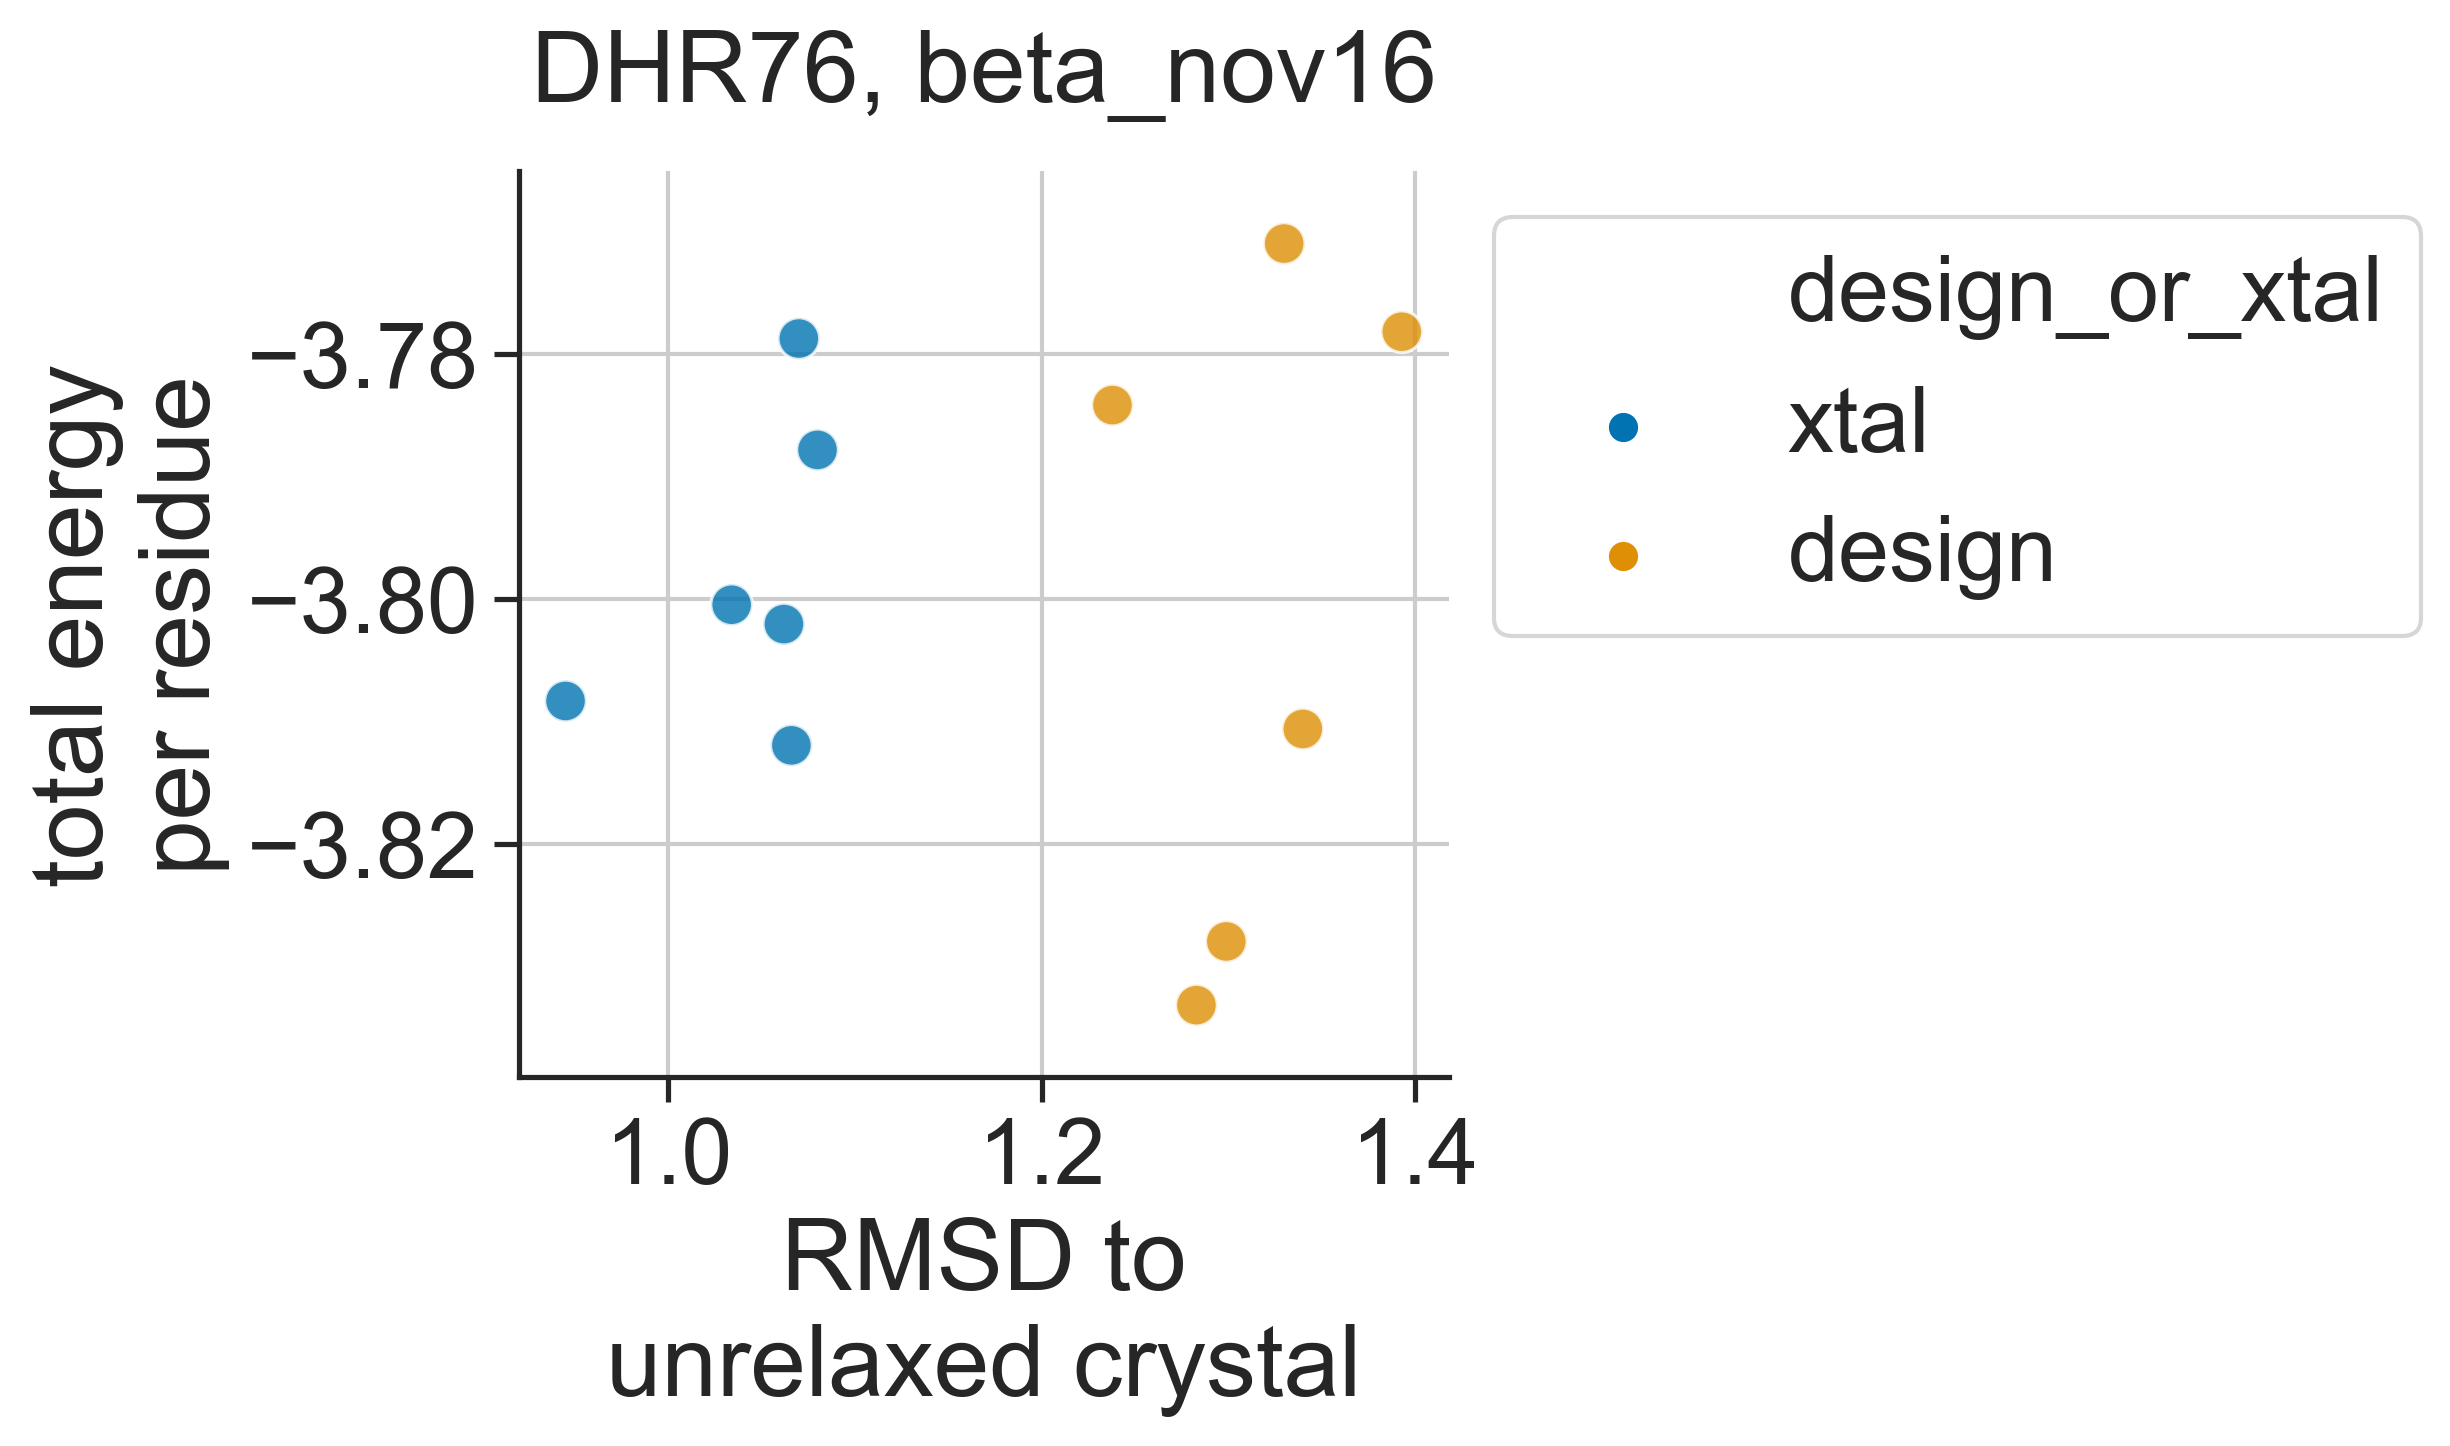 DHR76, beta_nov16
total energy
per residue
−3.78
−3.80
−3.82
1.0
1.2
1.4
RMSD to
unrelaxed crystal
design_or_xtal
xtal
design